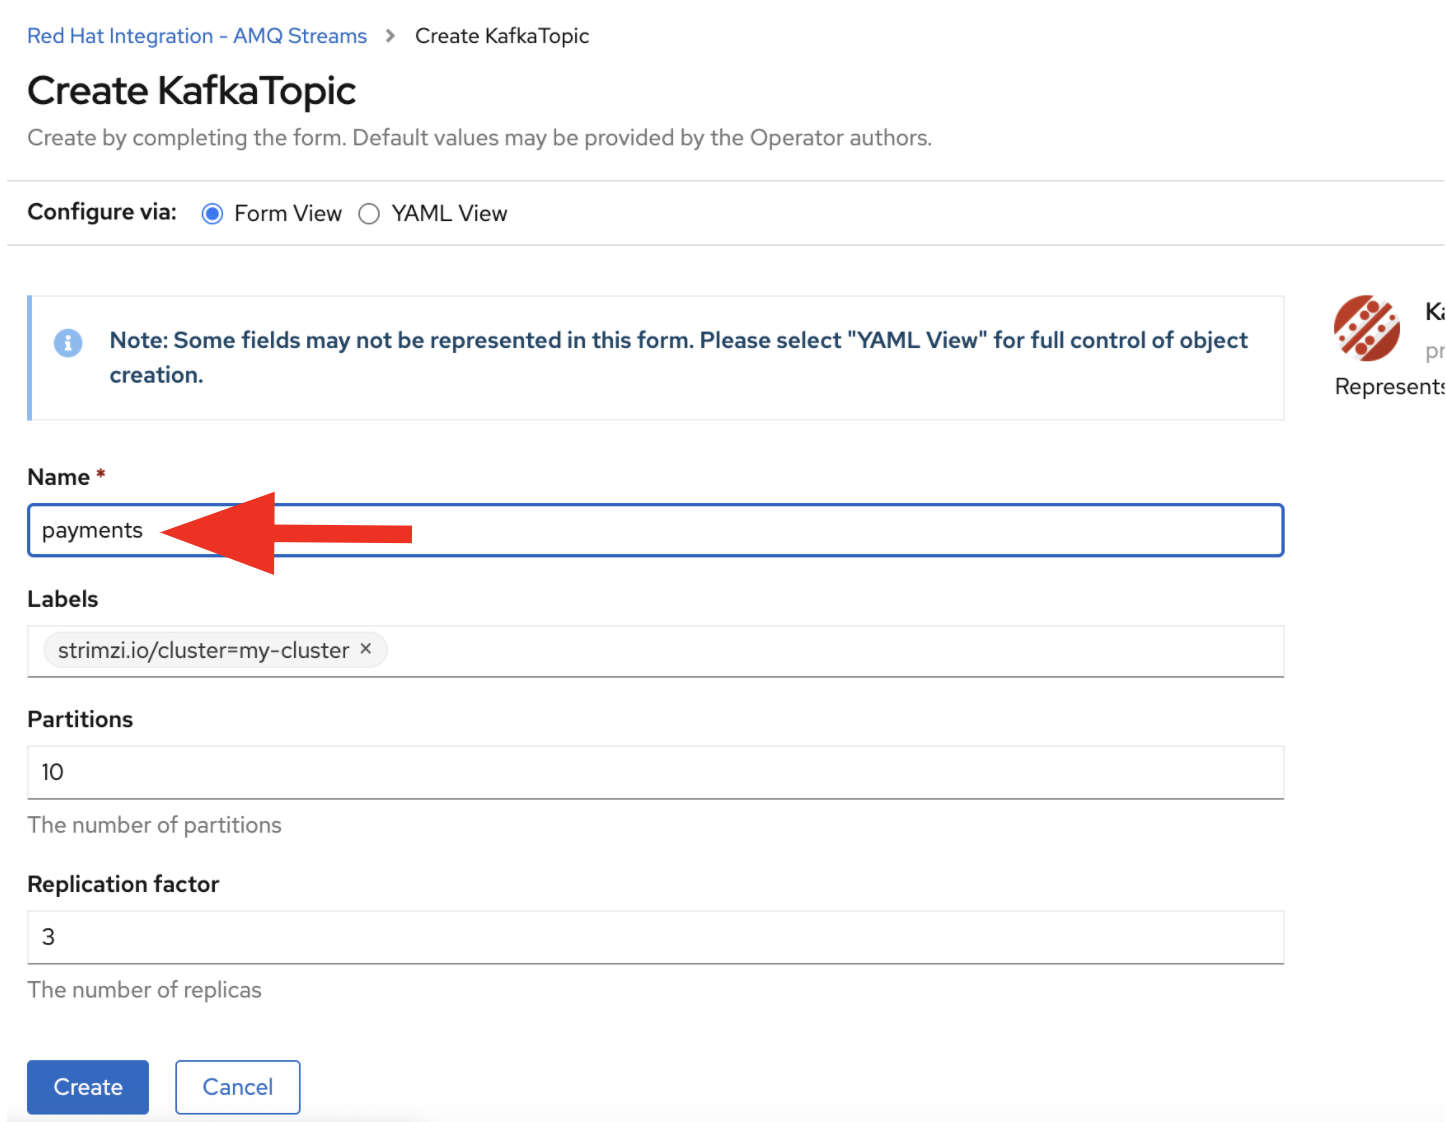 Red Hat Integration - AMQ Streams > Create KafkaTopic
Create KafkaTopic
Create by completing the form. Default values may be provided by the Operator authors.
Configure via: Form View YAML View
Note: Some fields may not be represented in this form. Please select "YAML View" for full control of object
creation.
Represents
Name *
payments
Labels
strimzi.io/cluster=my-cluster ×
Partitions
10
The number of partitions
Replication factor
3
The number of replicas
Create Cancel